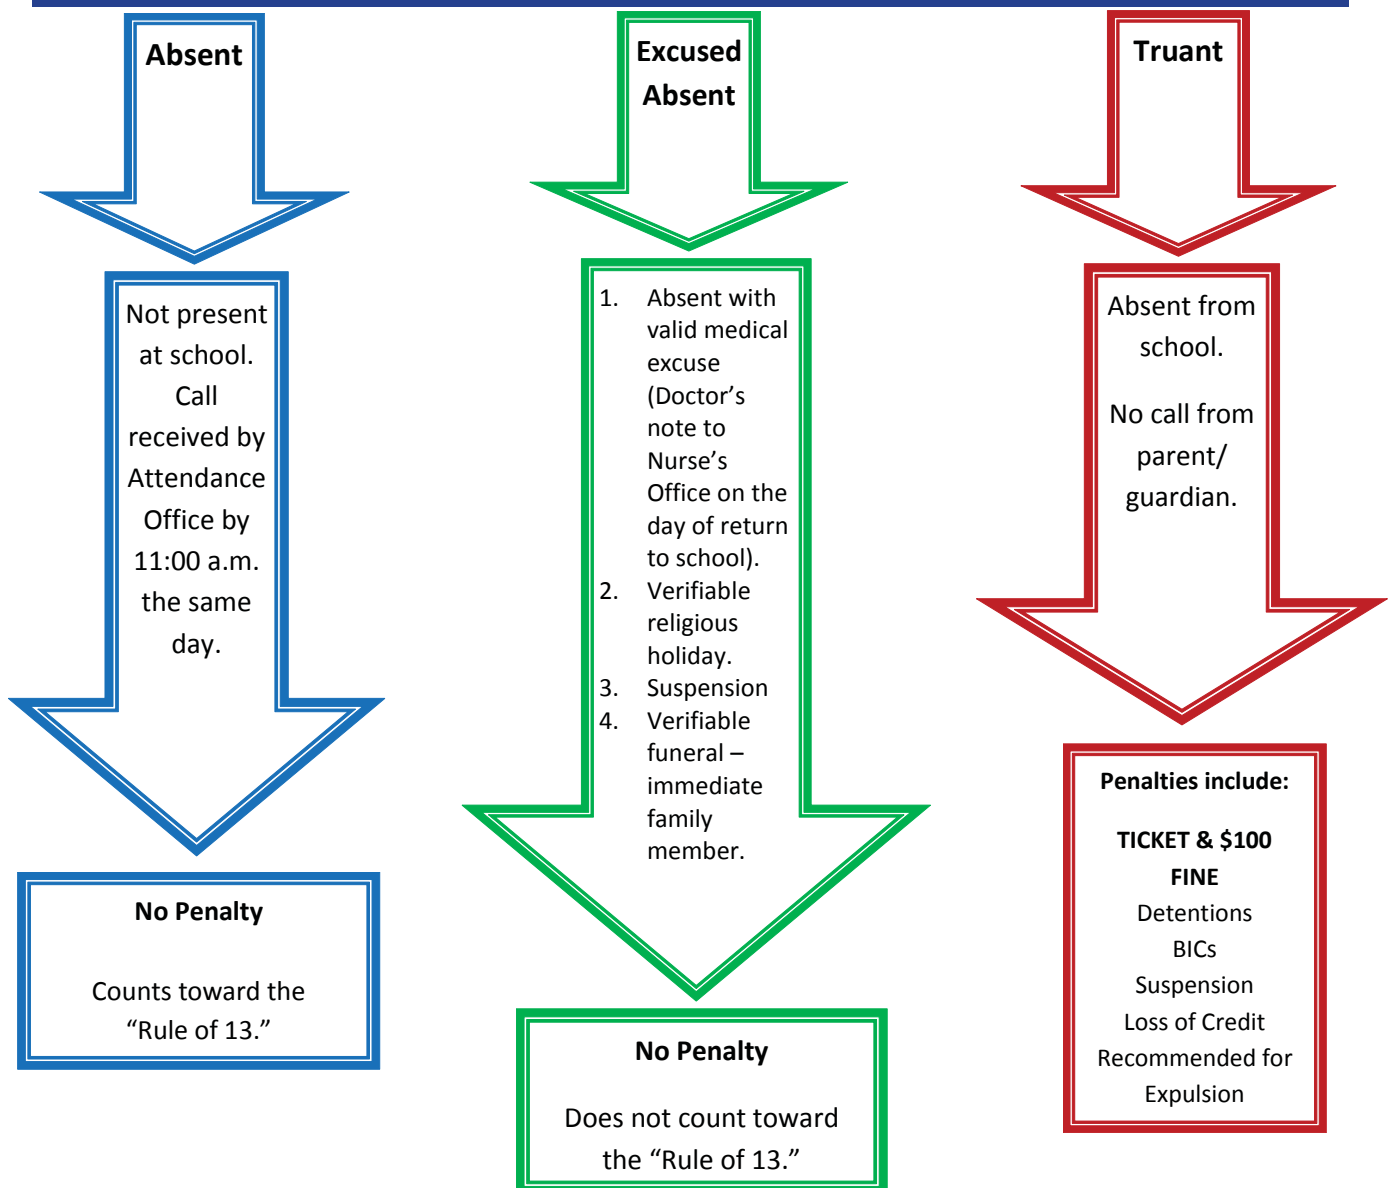 Absent
Not present
at school.
Call
received by
Attendance
Office by
11:00 a.m.
the same
day.
No Penalty
Counts toward the
“Rule of 13.”
Excused
Absent
1. Absent with
valid medical
excuse
(Doctor’s
note to
Nurse’s
Office on the
day of return
to school).
2. Verifiable
religious
holiday.
3. Suspension
4. Verifiable
funeral –
immediate
family
member.
No Penalty
Does not count toward
the “Rule of 13.”
Truant
Absent from
school.
No call from
parent/
guardian.
Penalties include:
TICKET & $100
FINE
Detentions
BICs
Suspension
Loss of Credit
Recommended for
Expulsion